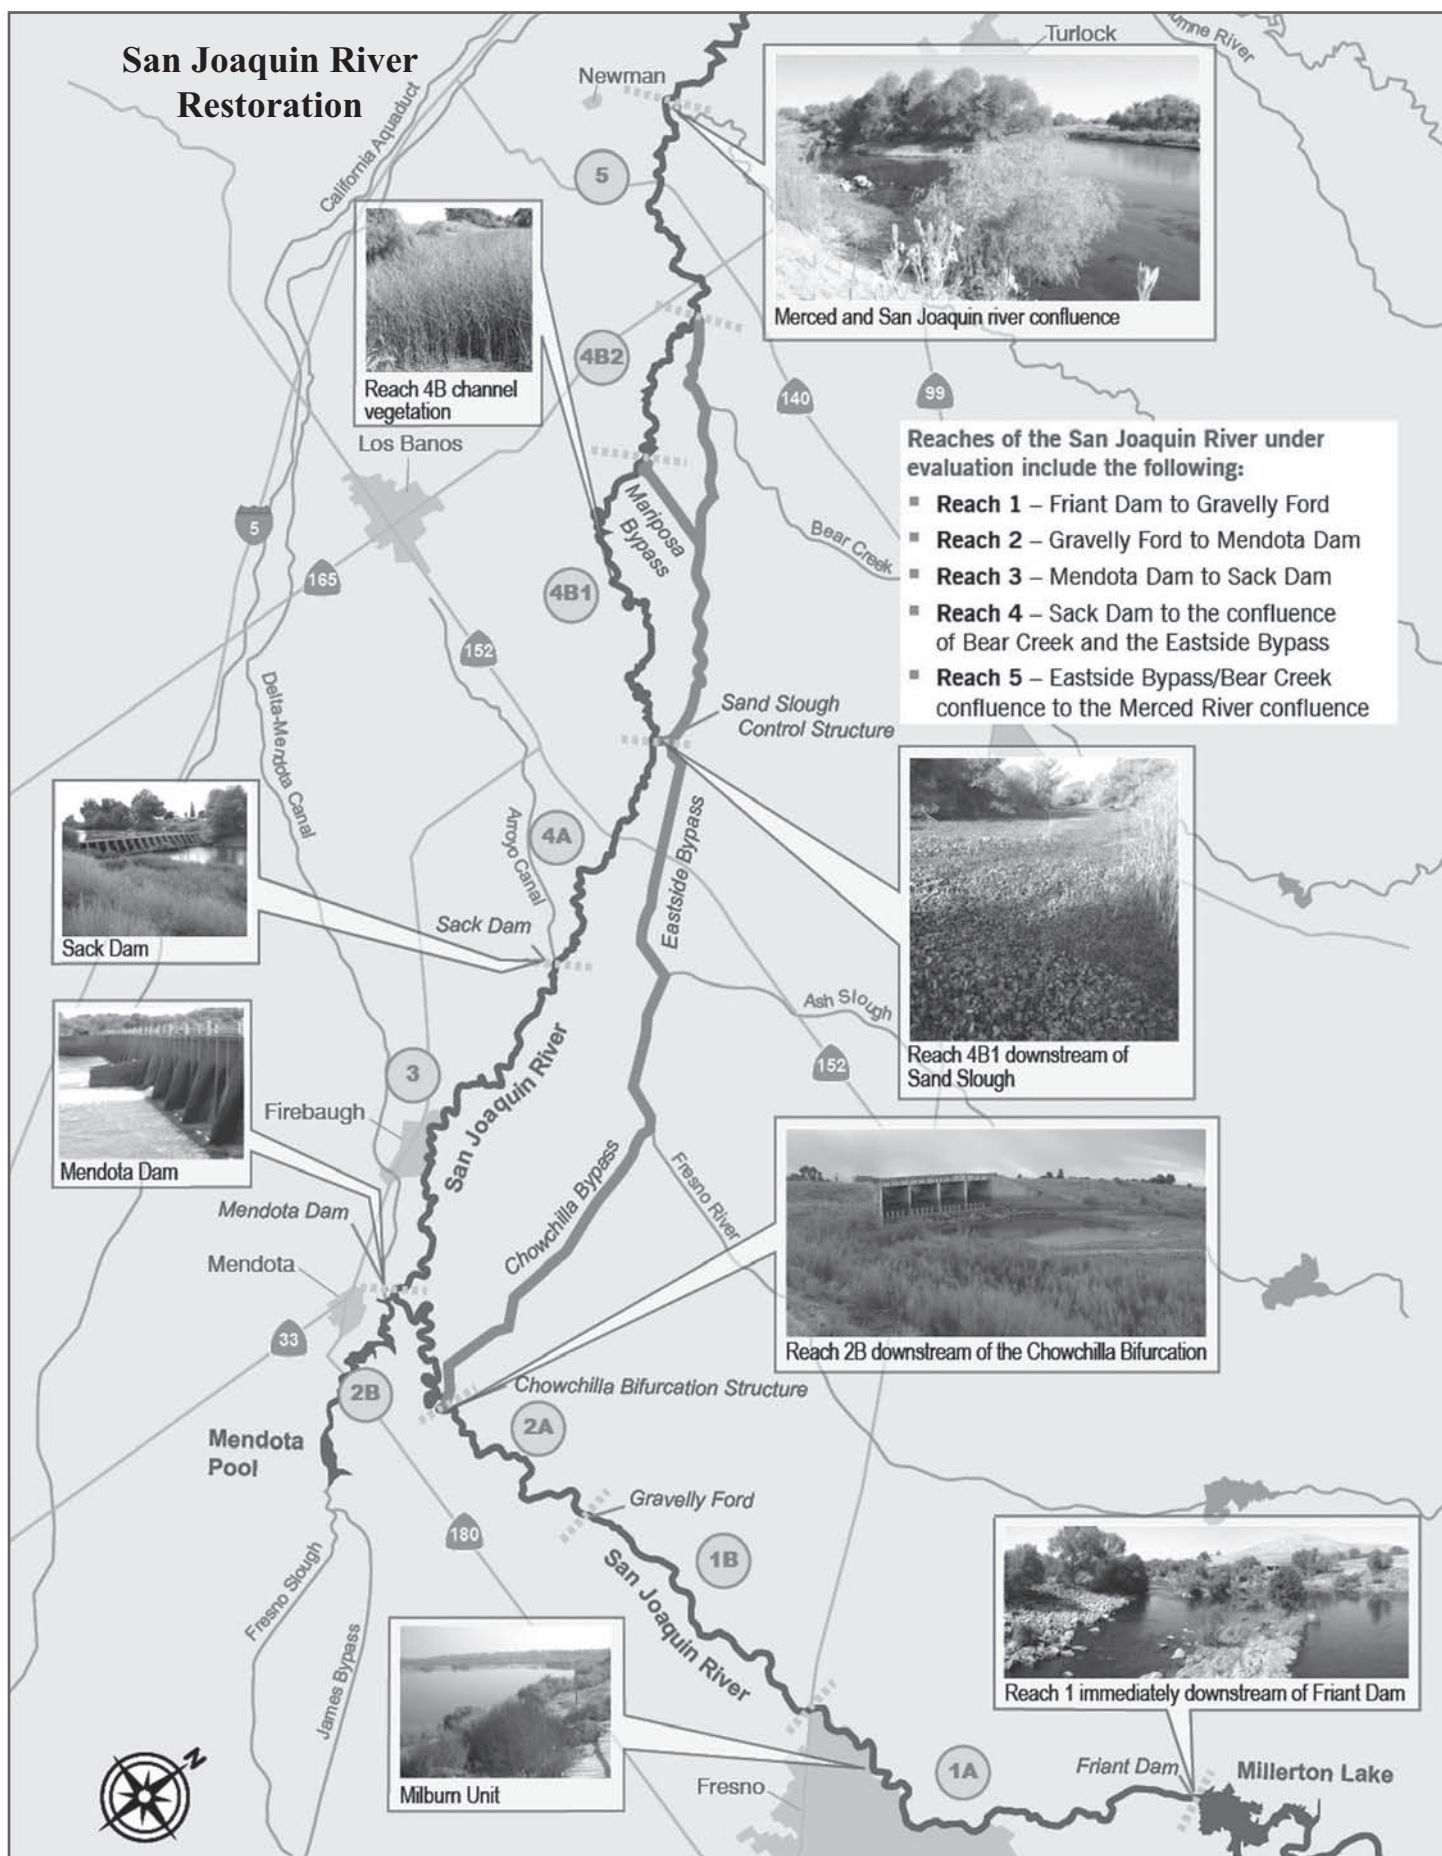 San Joaquin River
Restoration
Turlock
umne River
Newman
California Aquaduct
5
Merced and San Joaquin river confluence
Reach 4B channel
vegetation
4B2
140
99
Los Banos
Reaches of the San Joaquin River under
evaluation include the following:
Reach 1 – Friant Dam to Gravelly Ford
Reach 2 – Gravelly Ford to Mendota Dam
Reach 3 – Mendota Dam to Sack Dam
Reach 4 – Sack Dam to the confluence
of Bear Creek and the Eastside Bypass
Reach 5 – Eastside Bypass/Bear Creek
confluence to the Merced River confluence
Mariposa
Bypass
Bear Creek
5
165
4B1
152
Delta-Mendota Canal
Sand Slough
Control Structure
Sack Dam
Arroyo Canal
4A
Eastside Bypass
Sack Dam
Ash Slough
Reach 4B1 downstream of
Sand Slough
152
3
Firebaugh
San Joaquin River
Mendota Dam
Mendota Dam
Chowchilla Bypass
Fresno River
Mendota
33
Reach 2B downstream of the Chowchilla Bifurcation
2B
Chowchilla Bifurcation Structure
2A
Mendota
Pool
Gravelly Ford
180
1B
San Joaquin River
Fresno Slough
James Bypass
Milburn Unit
Reach 1 immediately downstream of Friant Dam
N
Fresno
1A
Friant Dam
Millerton Lake